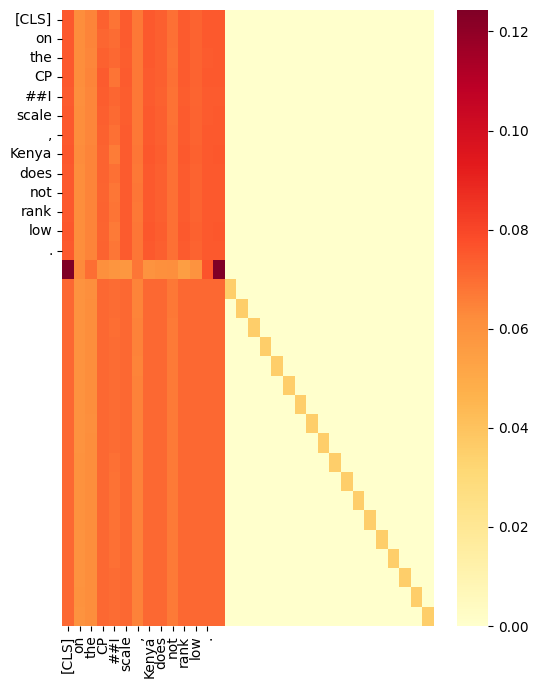 [CLS]
on
the
CP
##I
scale
,
Kenya
does
not
rank
low
.
0.12
0.10
0.08
0.06
0.04
0.02
0.00
[CLS]
on
the
CP
##I
scale
,
Kenya
does
not
rank
low
.